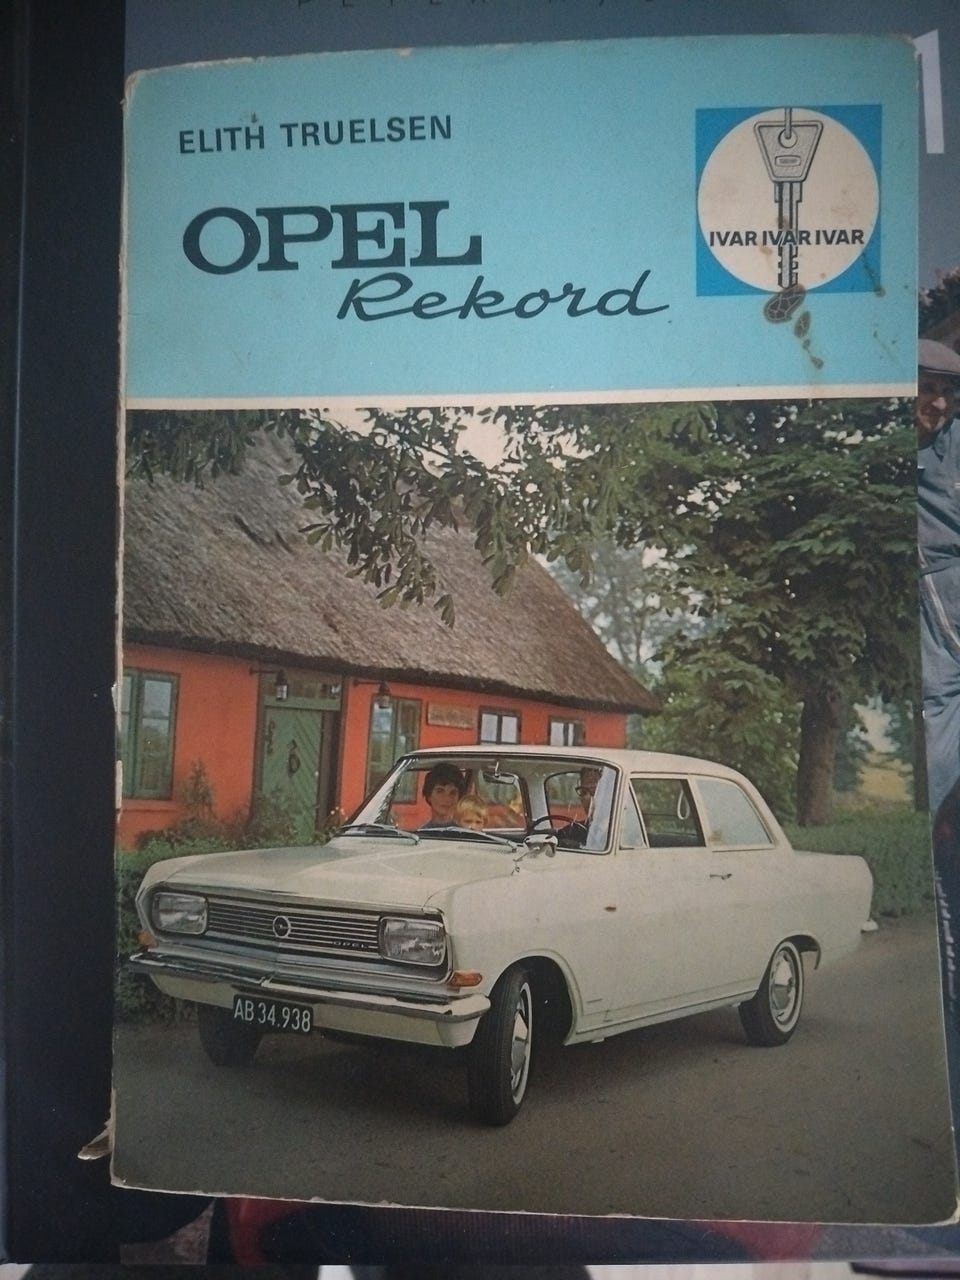 ELITH TRUELSEN
OPEL
Rekord
IVAR IVAR IVAR
OPEL
AB 34.938